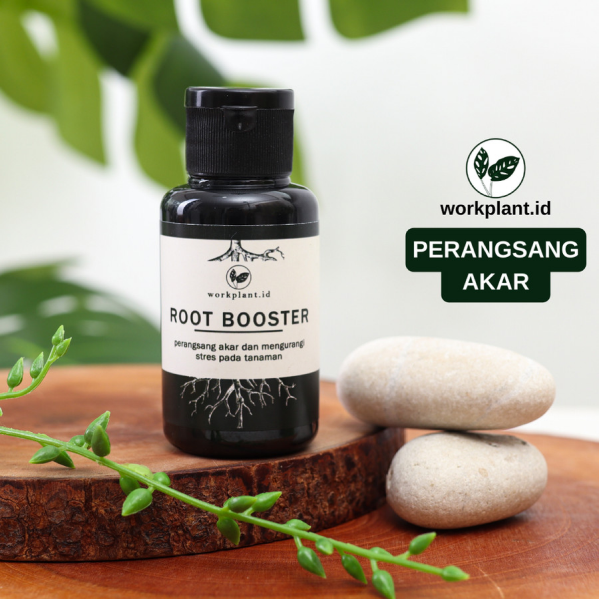 workplant.id
ROOT BOOSTER
perangsang akar dan mengurangi
stres pada tanaman
workplant.id
PERANGSANG
AKAR